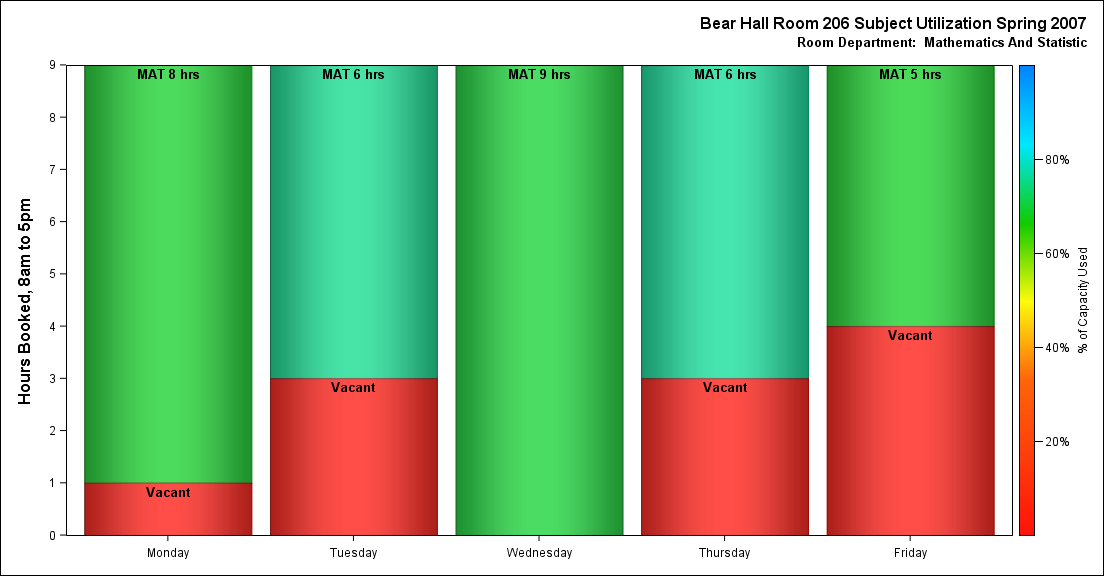 Bear Hall Room 206 Subject Utilization Spring 2007
Room Department:  Mathematics And Statistic
Hours Booked, 8am to 5pm
9
8
7
6
5
4
3
2
1
0
MAT 8 hrs
MAT 6 hrs
MAT 9 hrs
MAT 6 hrs
MAT 5 hrs
Vacant
Vacant
Vacant
Vacant
Monday
Tuesday
Wednesday
Thursday
Friday
80%
60%
40%
20%
% of Capacity Used